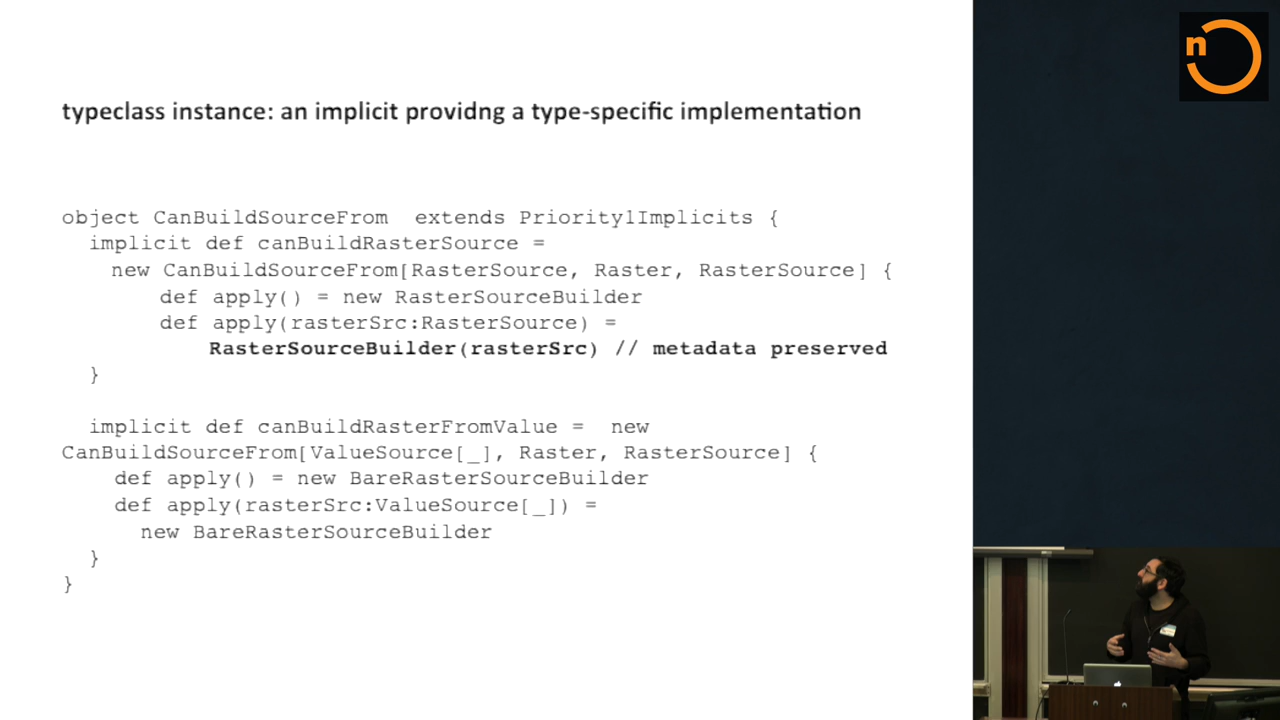 n
typeclass instance: an implicit providng a type-specific implementation
object CanBuildSourceFrom  extends Priority1Implicits {
  implicit def canBuildRasterSource =
    new CanBuildSourceFrom[RasterSource, Raster, RasterSource] {
        def apply() = new RasterSourceBuilder
        def apply(rasterSrc:RasterSource) =
            RasterSourceBuilder(rasterSrc) // metadata preserved
  }
  implicit def canBuildRasterFromValue =  new
CanBuildSourceFrom[ValueSource[_], Raster, RasterSource] {
    def apply() = new BareRasterSourceBuilder
    def apply(rasterSrc:ValueSource[_]) =
      new BareRasterSourceBuilder
  }
}